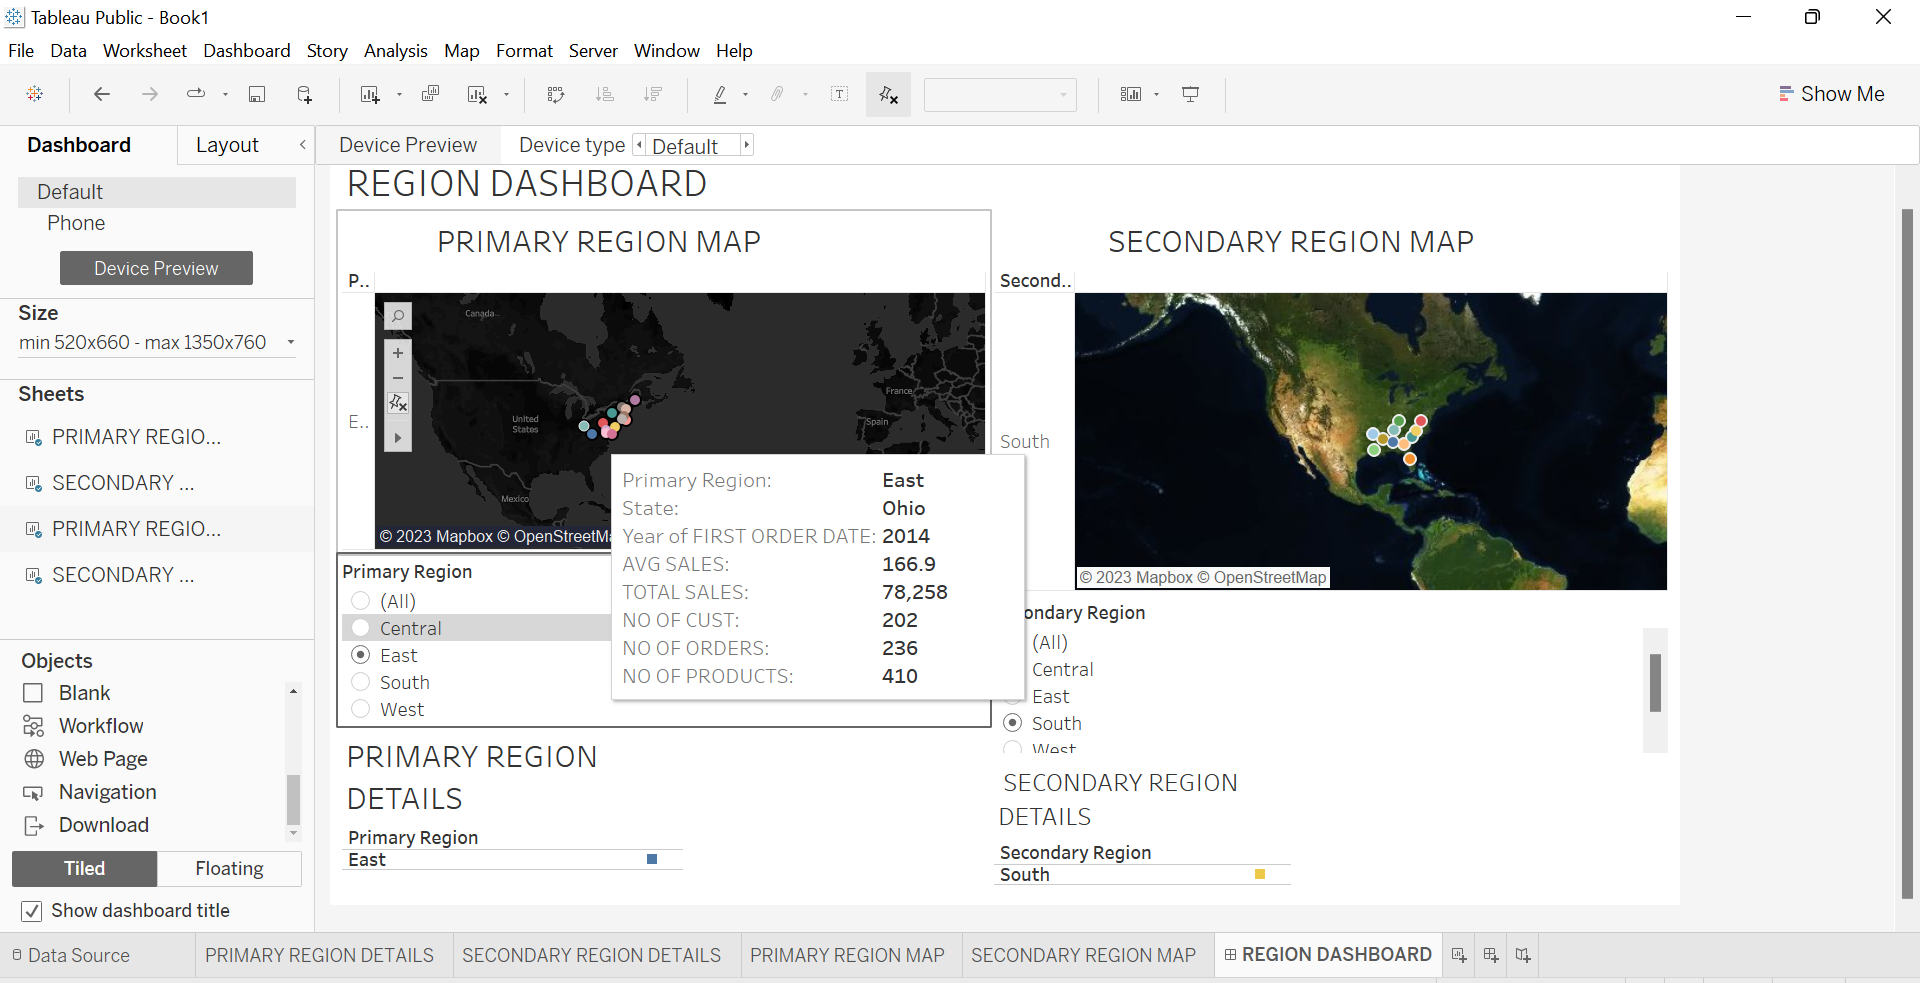 Tableau Public - Book1
File Data Worksheet Dashboard Story Analysis Map Format Server Window Help
Show Me
Dashboard Layout
Device Preview Device type Default
Default
Phone
Device Preview
Size
min 520x660 - max 1350x760
Sheets
PRIMARY REGIO...
SECONDARY ...
PRIMARY REGIO...
SECONDARY ...
Objects
Blank
Workflow
Web Page
Navigation
Download
Tiled Floating
Show dashboard title
REGION DASHBOARD
PRIMARY REGION MAP
P..
E..
Canada
United
States
Mexico
France
Spain
© 2023 Mapbox © OpenStreetM
Primary Region: East
State: Ohio
Year of FIRST ORDER DATE: 2014
AVG SALES: 166.9
TOTAL SALES: 78,258
NO OF CUST: 202
NO OF ORDERS: 236
NO OF PRODUCTS: 410
Primary Region
(All)
Central
East
South
West
PRIMARY REGION
DETAILS
Primary Region
East
SECONDARY REGION MAP
Second..
South
© 2023 Mapbox © OpenStreetMap
ondary Region
(All)
Central
East
South
West
SECONDARY REGION
DETAILS
Secondary Region
South
Data Source PRIMARY REGION DETAILS SECONDARY REGION DETAILS PRIMARY REGION MAP SECONDARY REGION MAP REGION DASHBOARD